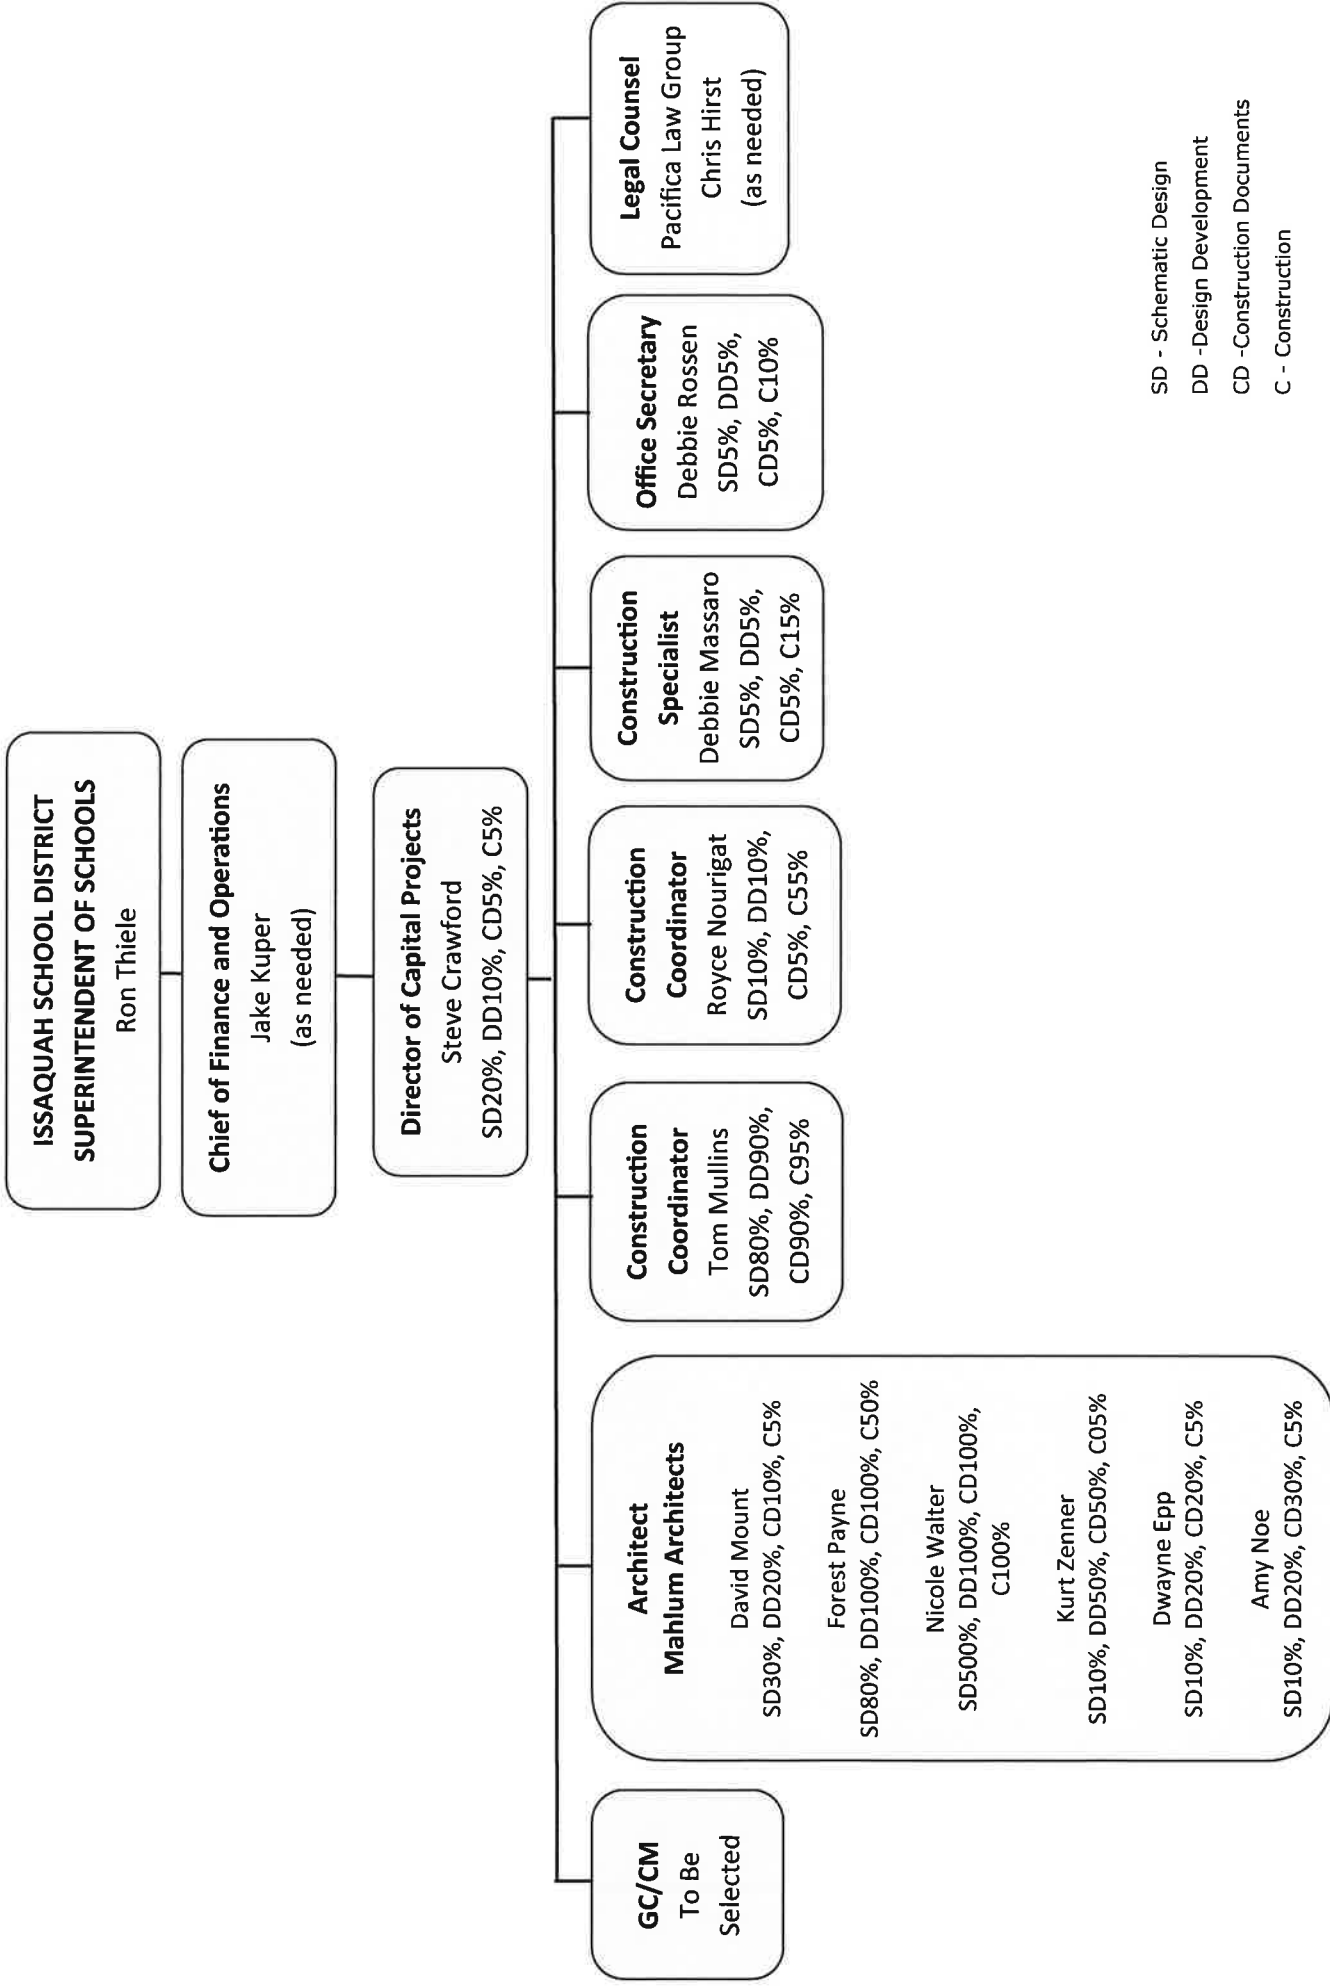 ISSAQUAH SCHOOL DISTRICT
SUPERINTENDENT OF SCHOOLS
Ron Thiele
Chief of Finance and Operations
Jake Kuper
(as needed)
Director of Capital Projects
Steve Crawford
SD20%, DD10%, CD5%, C5%
GC/CM
To Be
Selected
Architect
Mahlum Architects
David Mount
SD30%, DD20%, CD10%, C5%
Forest Payne
SD80%, DD100%, CD100%, C50%
Nicole Walter
SD500%, DD100%, CD100%,
C100%
Kurt Zenner
SD10%, DD50%, CD50%, C05%
Dwayne Epp
SD10%, DD20%, CD20%, C5%
Amy Noe
SD10%, DD20%, CD30%, C5%
Construction
Coordinator
Tom Mullins
SD80%, DD90%,
CD90%, C95%
Construction
Coordinator
Royce Nourigat
SD10%, DD10%,
CD5%, C55%
Construction
Specialist
Debbie Massaro
SD5%, DD5%,
CD5%, C15%
Office Secretary
Debbie Rossen
SD5%, DD5%,
CD5%, C10%
Legal Counsel
Pacifica Law Group
Chris Hirst
(as needed)
SD - Schematic Design
DD -Design Development
CD -Construction Documents
C - Construction